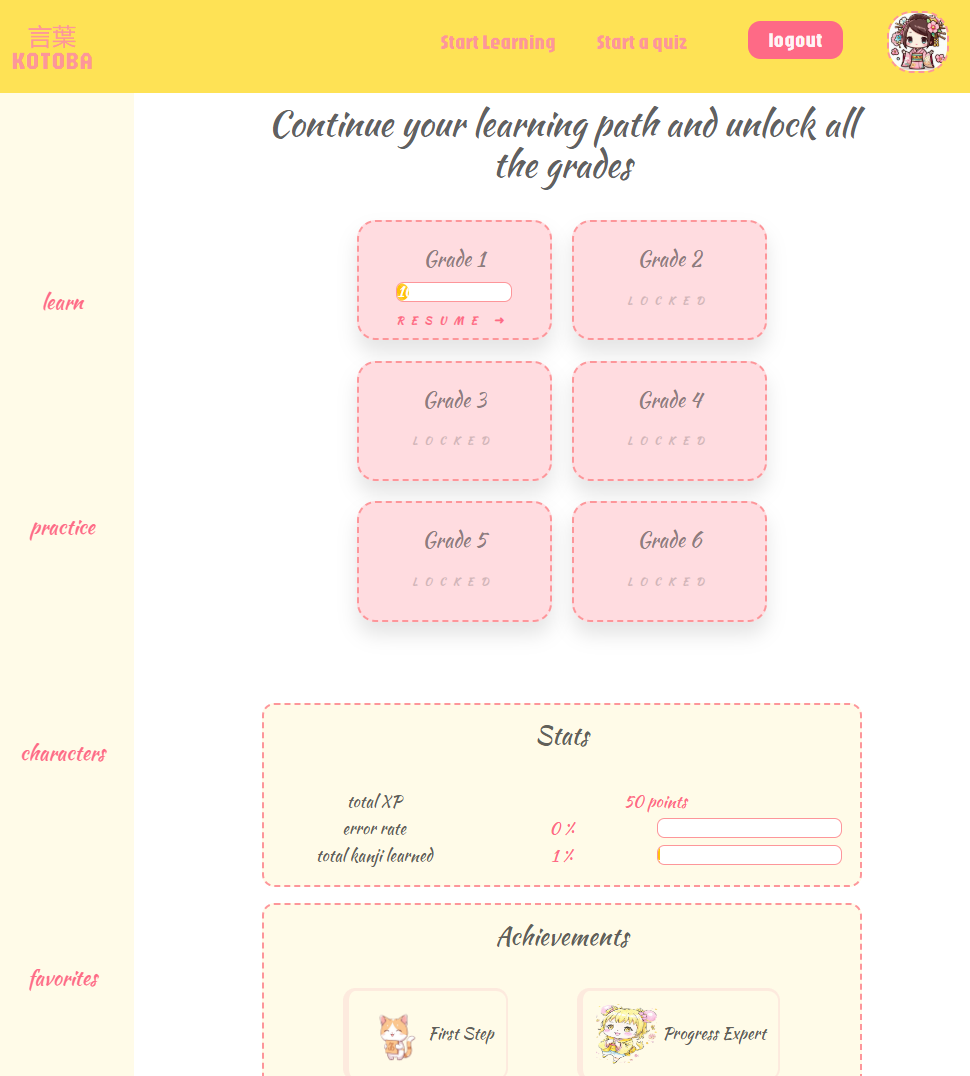 言葉
KOTOBA
Start Learning
Start a quiz
logout
learn
practice
characters
favorites
Continue your learning path and unlock all
the grades
Grade 1
RESUME ➜
Grade 2
LOCKED
Grade 3
LOCKED
Grade 4
LOCKED
Grade 5
LOCKED
Grade 6
LOCKED
Stats
total XP 50 points
error rate 0 %
total kanji learned 1 %
Achievements
First Step
Progress Expert